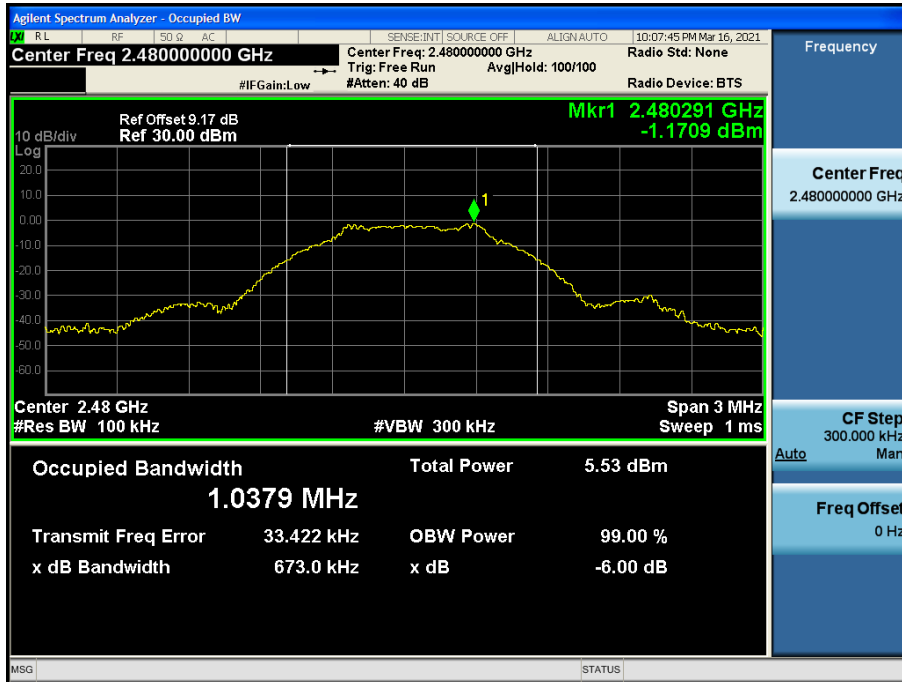 Agilent Spectrum Analyzer - Occupied BW
LXI RL RF 50 Ω AC SENSE:INT SOURCE OFF ALIGN AUTO 10:07:45 PM Mar 16, 2021
Center Freq 2.480000000 GHz Center Freq: 2.480000000 GHz Radio Std: None Frequency
Trig: Free Run Avg|Hold: 100/100
#IFGain:Low #Atten: 40 dB Radio Device: BTS
Ref Offset 9.17 dB Mkr1 2.480291 GHz
10 dB/div Ref 30.00 dBm -1.1709 dBm
Log
20.0
10.0
0.00
-10.0
-20.0
-30.0
-40.0
-50.0
-60.0
1
Center 2.48 GHz Span 3 MHz
#Res BW 100 kHz #VBW 300 kHz Sweep 1 ms
Occupied Bandwidth Total Power 5.53 dBm
1.0379 MHz
Transmit Freq Error 33.422 kHz OBW Power 99.00 %
x dB Bandwidth 673.0 kHz x dB -6.00 dB
Center Freq
2.480000000 GHz
CF Step
300.000 kHz
Auto Man
Freq Offset
0 Hz
MSG STATUS